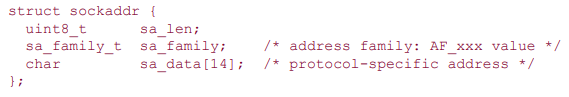 struct sockaddr {
  uint8_t      sa_len;
  sa_family_t  sa_family;    /* address family: AF_xxx value */
  char         sa_data[14];  /* protocol-specific address */
};